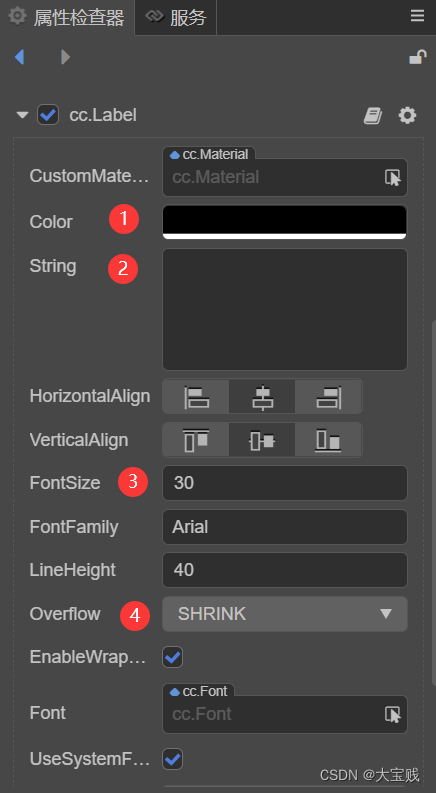 属性检查器 服务
cc.Label
cc.Material
CustomMate... cc.Material
Color 1
String 2
HorizontalAlign
VerticalAlign
FontSize 3 30
FontFamily Arial
LineHeight 40
Overflow 4 SHRINK
EnableWrap...
cc.Font
Font cc.Font
UseSystemF...
CSDN @大宝贱